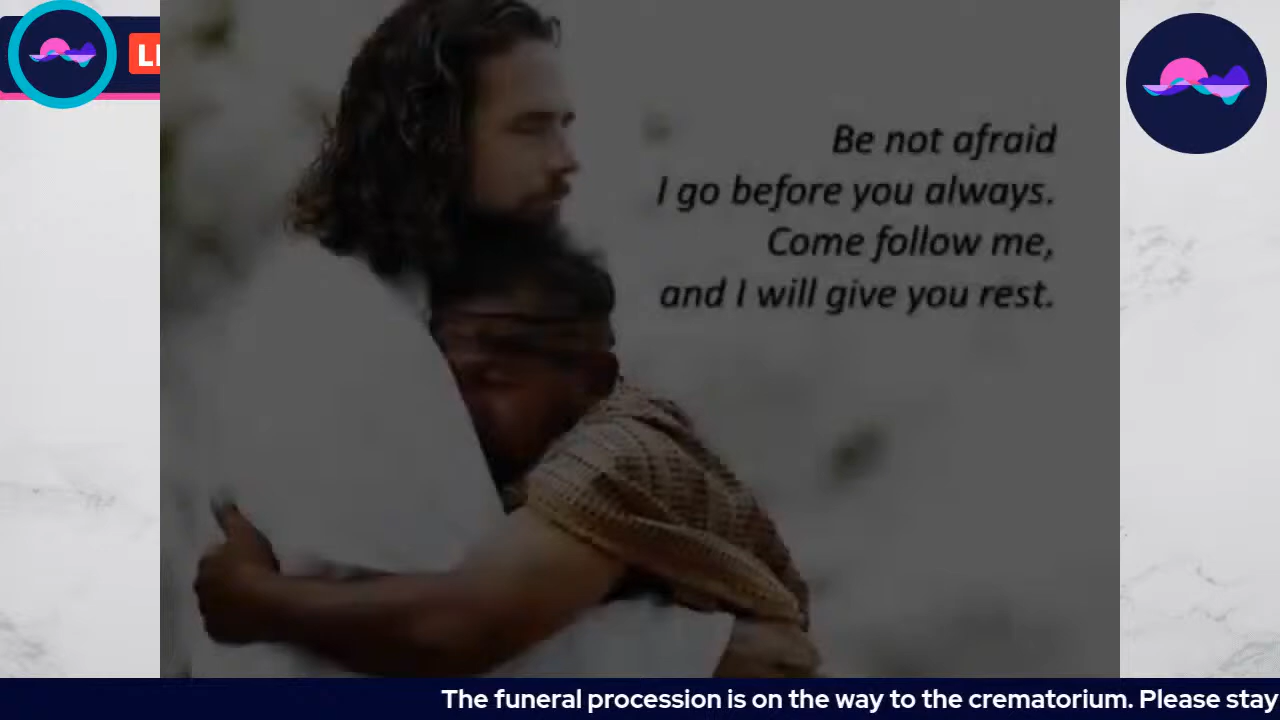 Be not afraid
I go before you always.
Come follow me,
and I will give you rest.
The funeral procession is on the way to the crematorium. Please stay